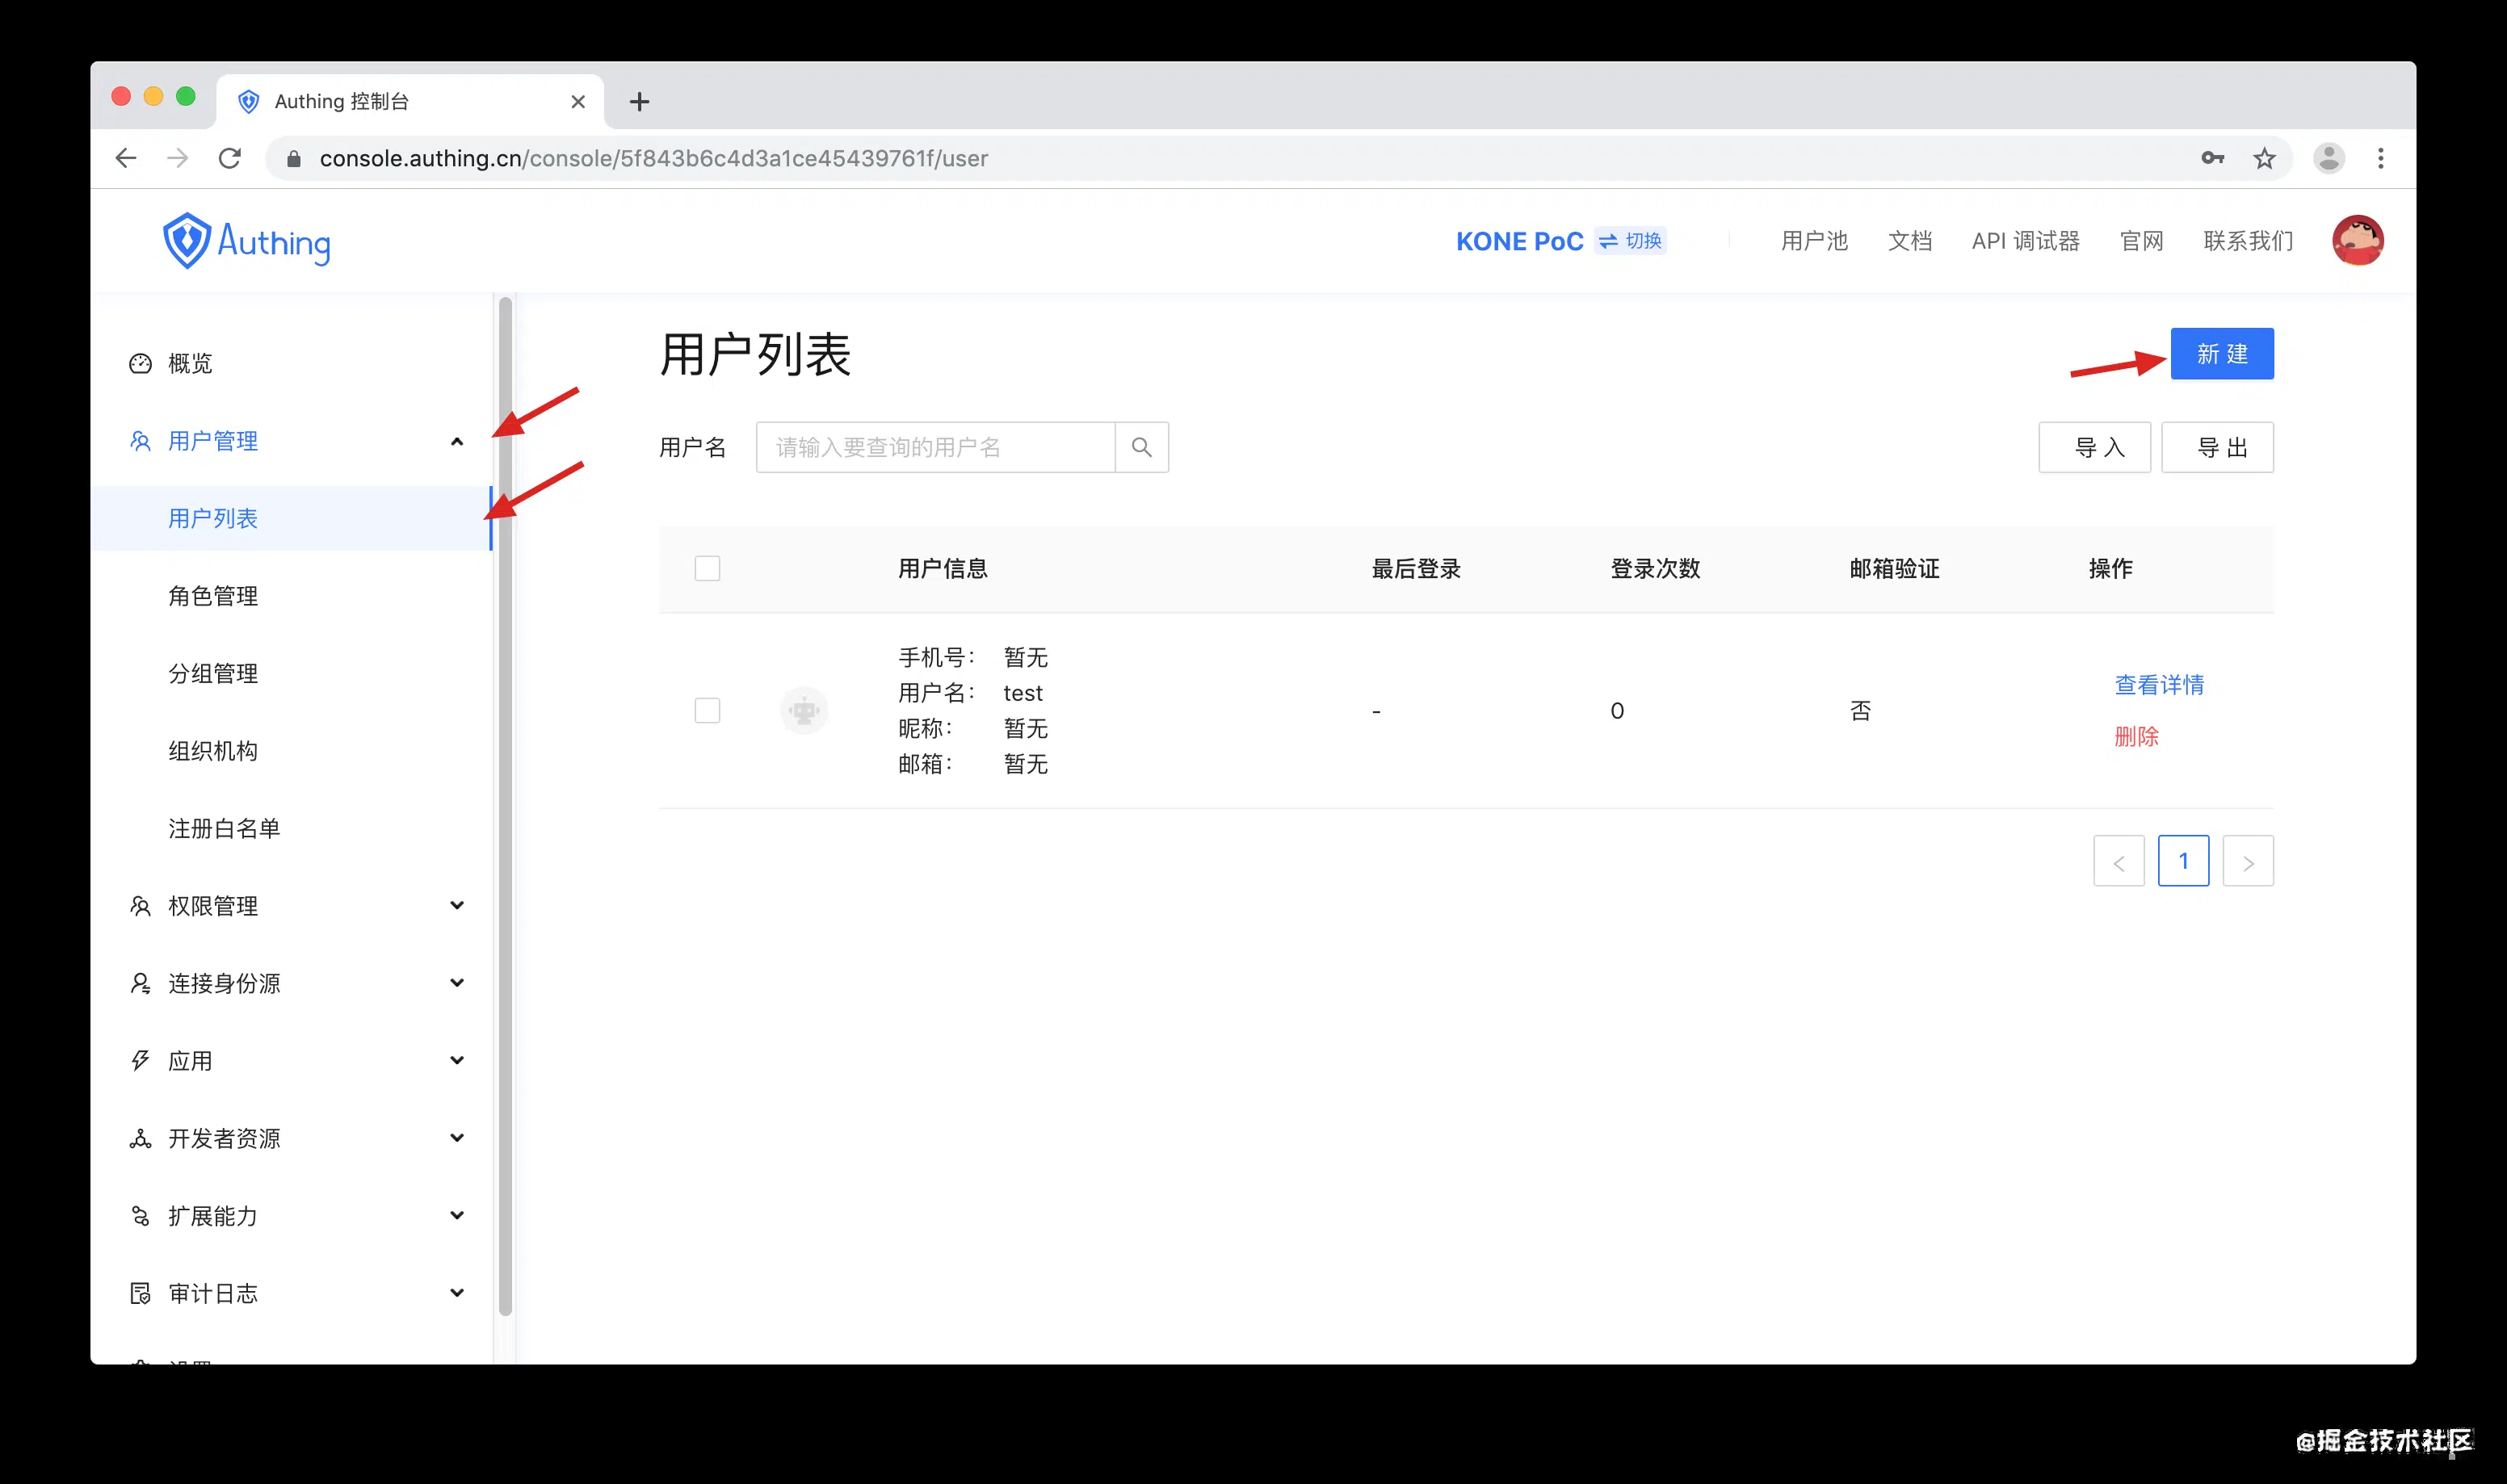 Authing 控制台
console.authing.cn/console/5f843b6c4d3a1ce45439761f/user
Authing
KONE PoC 切换 用户池 文档 API 调试器 官网 联系我们
概览
用户管理
用户列表
角色管理
分组管理
组织机构
注册白名单
权限管理
连接身份源
应用
开发者资源
扩展能力
审计日志
用户列表
新 建
用户名 请输入要查询的用户名
导 入 导 出
用户信息 最后登录 登录次数 邮箱验证 操作
手机号： 暂无
用户名： test
昵称： 暂无
邮箱： 暂无
- 0 否
查看详情
删除
< 1 >
@掘金技术社区